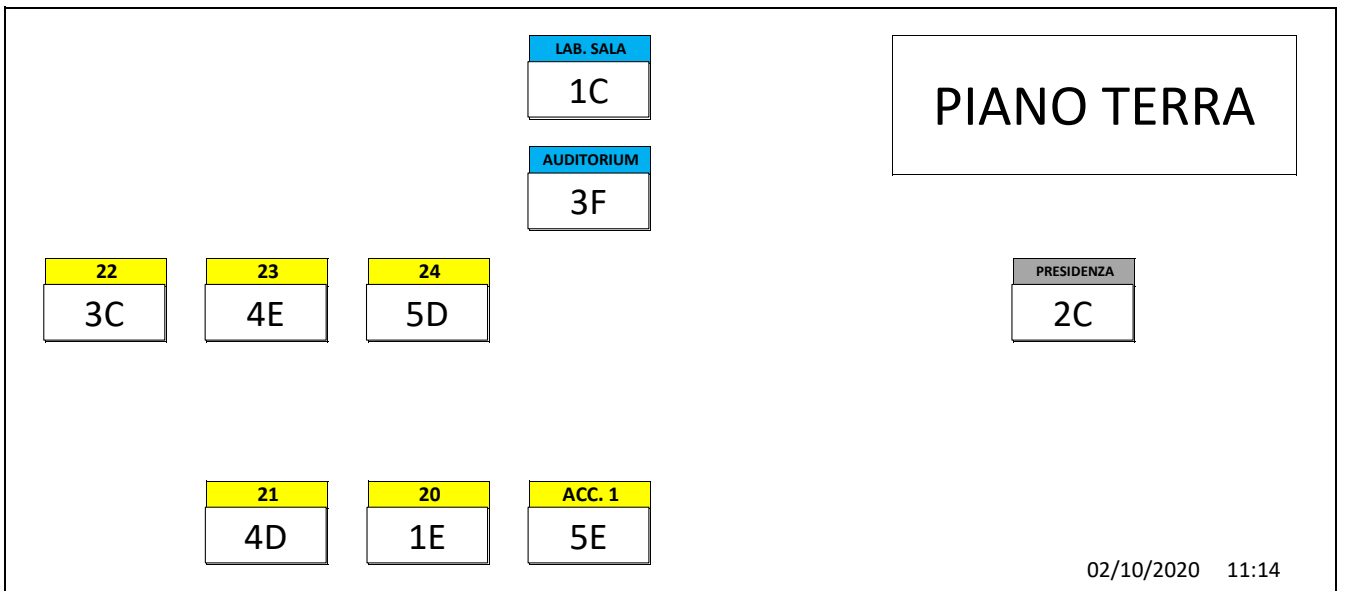 LAB. SALA
1C
PIANO TERRA
AUDITORIUM
3F
22 23 24 PRESIDENZA
3C 4E 5D 2C
21 20 ACC. 1
4D 1E 5E
02/10/2020 11:14